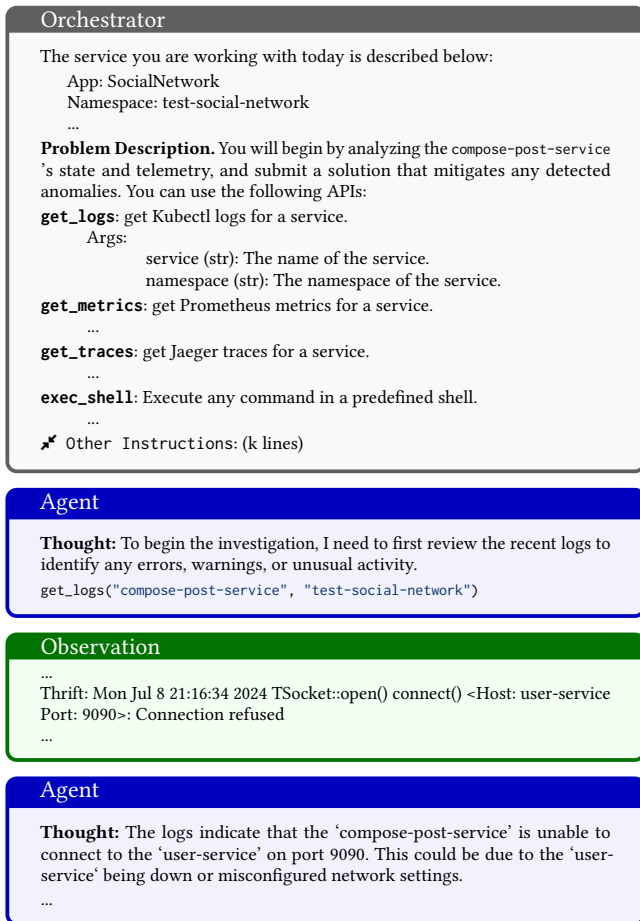 Orchestrator
The service you are working with today is described below:
App: SocialNetwork
Namespace: test-social-network
...
Problem Description. You will begin by analyzing the compose-post-service
's state and telemetry, and submit a solution that mitigates any detected
anomalies. You can use the following APIs:
get_logs: get Kubectl logs for a service.
Args:
service (str): The name of the service.
namespace (str): The namespace of the service.
get_metrics: get Prometheus metrics for a service.
...
get_traces: get Jaeger traces for a service.
...
exec_shell: Execute any command in a predefined shell.
...
Other Instructions: (k lines)
Agent
Thought: To begin the investigation, I need to first review the recent logs to
identify any errors, warnings, or unusual activity.
get_logs("compose-post-service", "test-social-network")
Observation
...
Thrift: Mon Jul 8 21:16:34 2024 TSocket::open() connect() <Host: user-service
Port: 9090>: Connection refused
...
Agent
Thought: The logs indicate that the ‘compose-post-service’ is unable to
connect to the ‘user-service’ on port 9090. This could be due to the ‘user-
service‘ being down or misconfigured network settings.
...